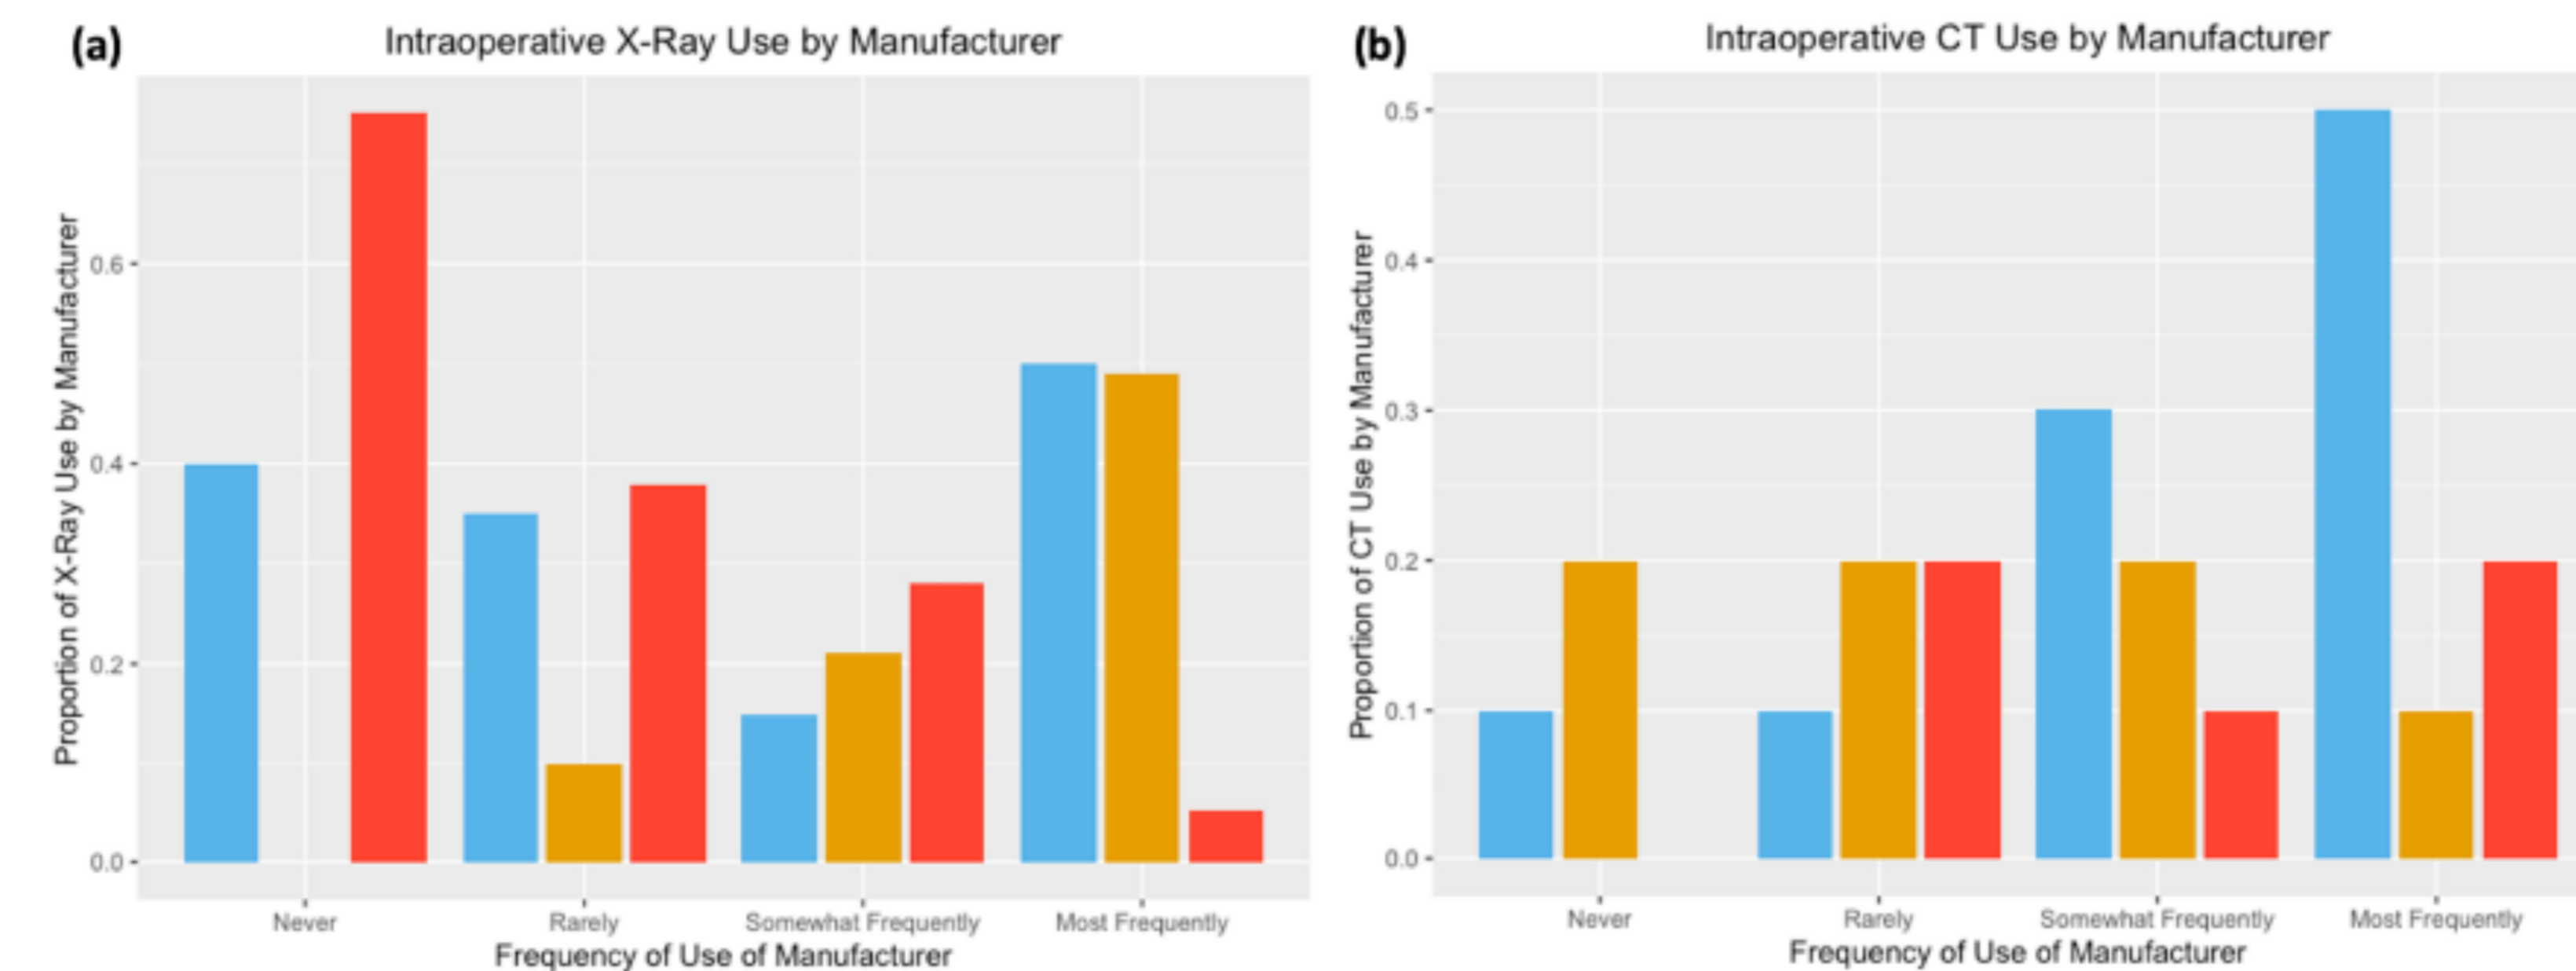 (a)
Intraoperative X-Ray Use by Manufacturer
Proportion of X-Ray Use by Manufacturer
0.6
0.4
0.2
0.0
Never Rarely Somewhat Frequently Most Frequently
Frequency of Use of Manufacturer
(b)
Intraoperative CT Use by Manufacturer
Proportion of CT Use by Manufacturer
0.5
0.4
0.3
0.2
0.1
0.0
Never Rarely Somewhat Frequently Most Frequently
Frequency of Use of Manufacturer